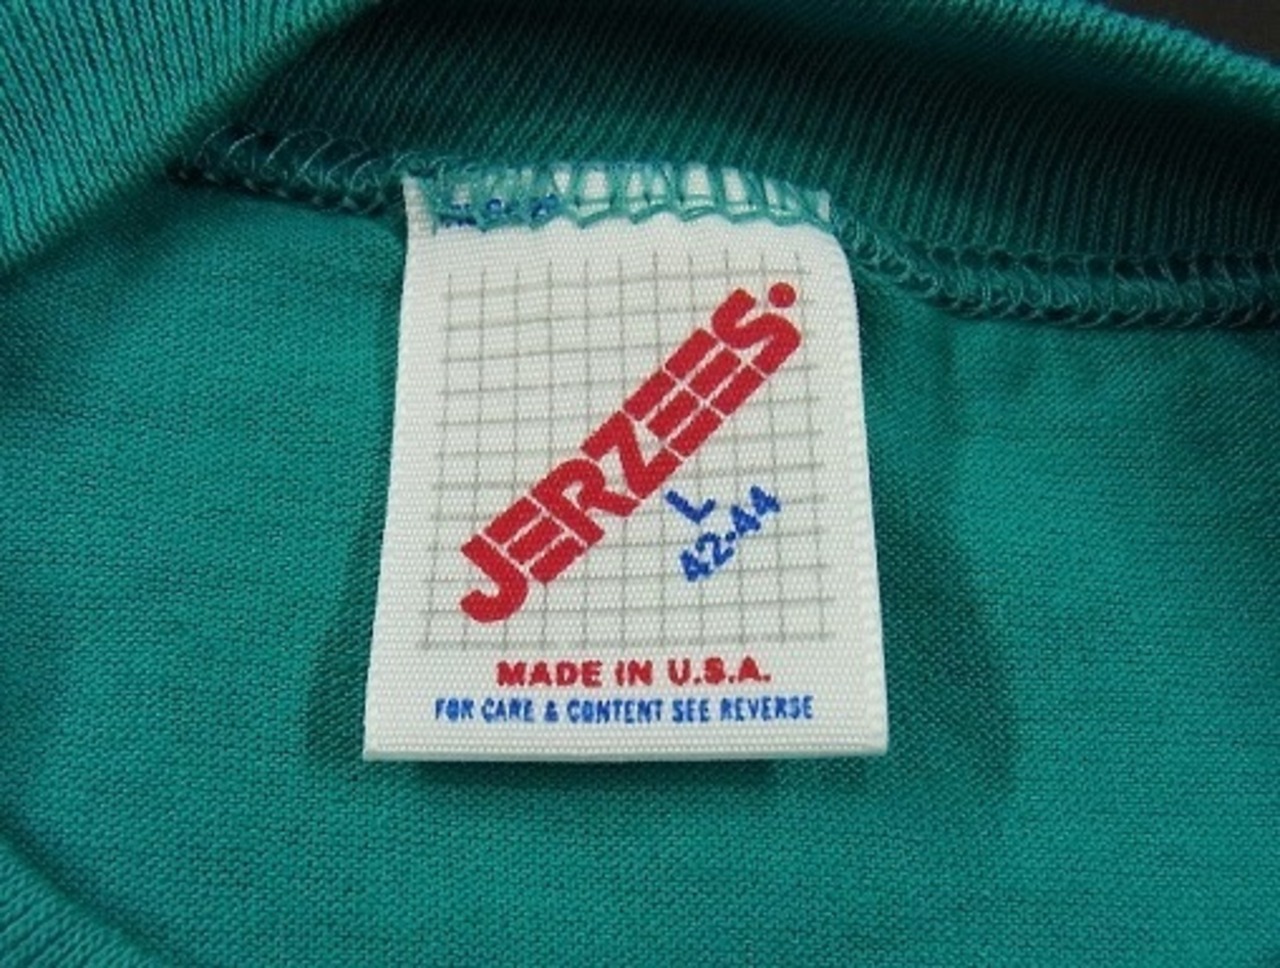 JERZEES.
L
42-44
MADE IN U.S.A.
FOR CARE & CONTENT SEE REVERSE